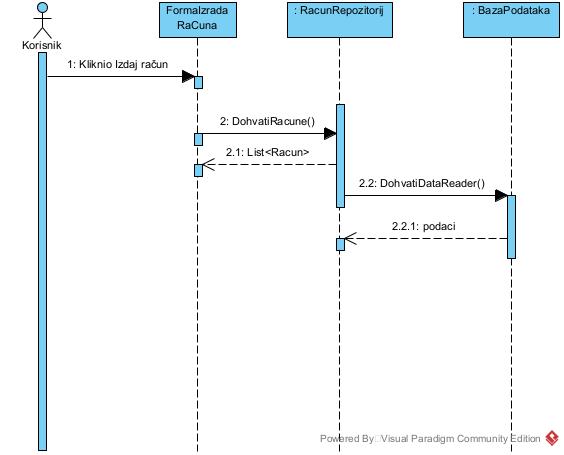 FormaIzrada
RaCuna
: RacunRepozitorij
: BazaPodataka
Korisnik
1: Kliknio Izdaj račun
2: DohvatiRacune()
2.1: List<Racun>
2.2: DohvatiDataReader()
2.2.1: podaci
Powered By Visual Paradigm Community Edition